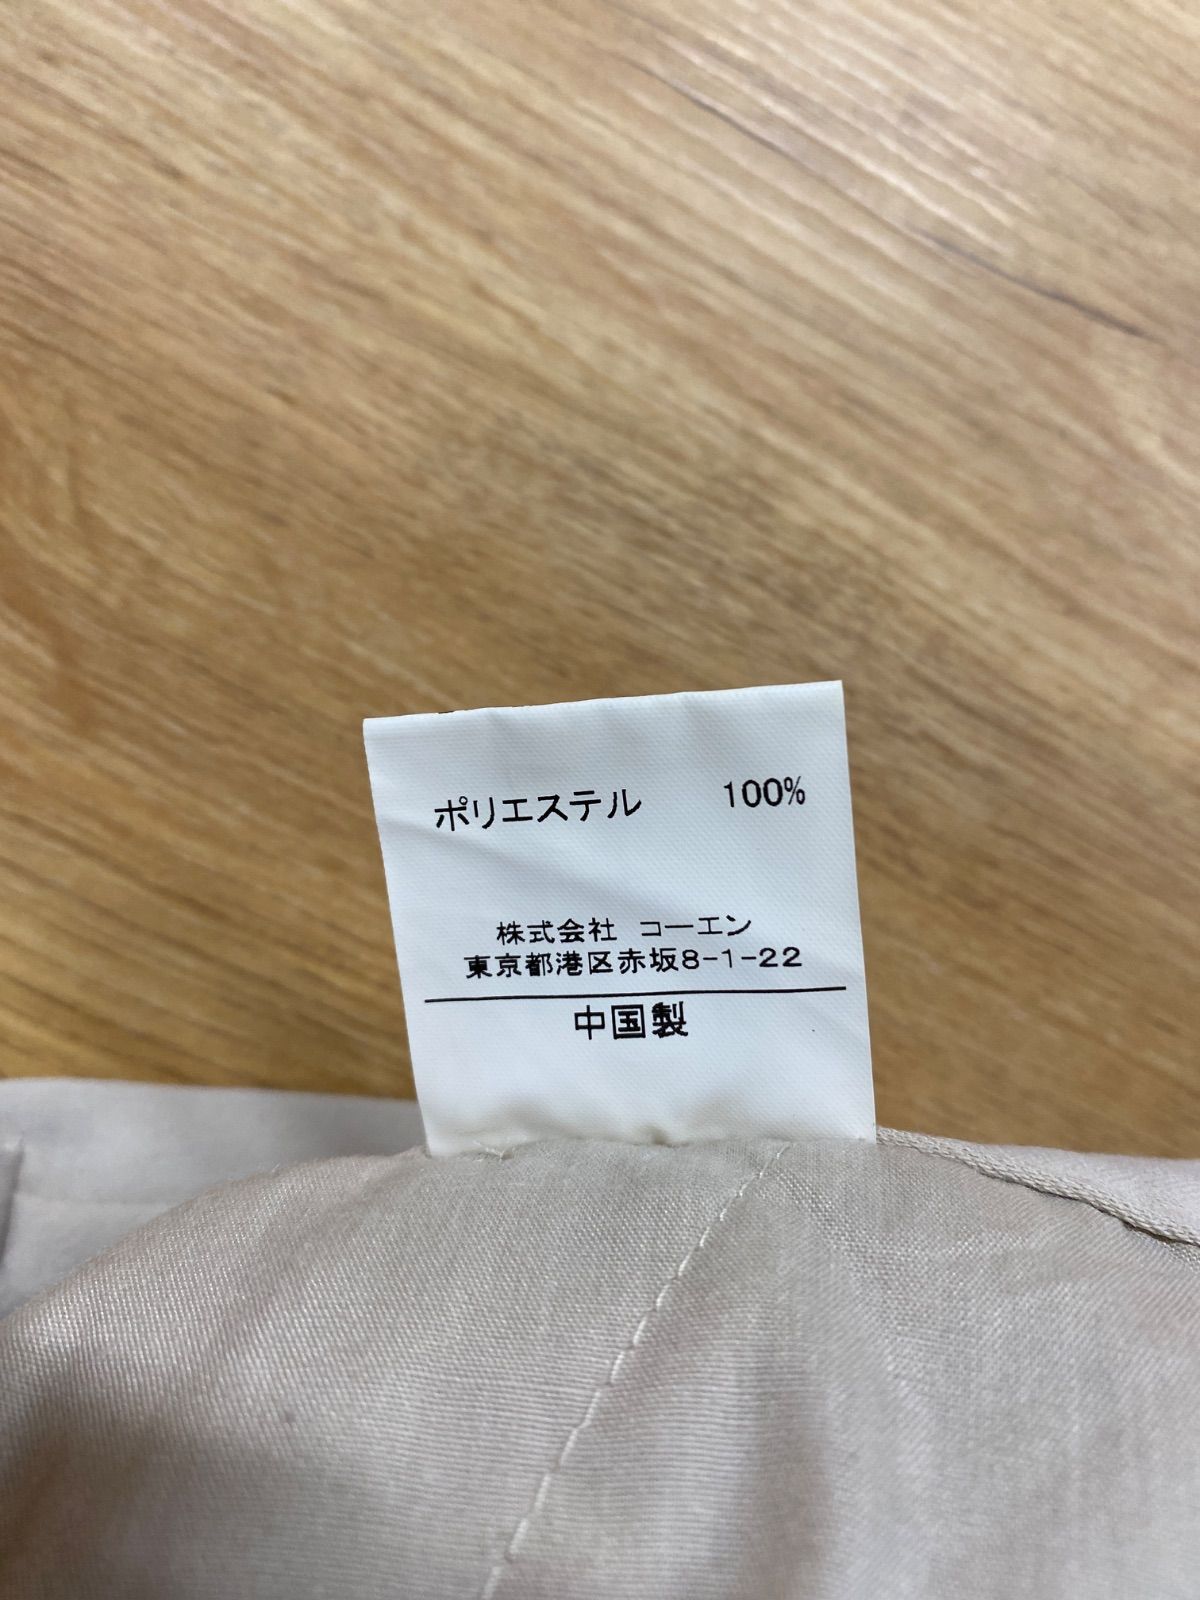 ポリエステル 100%
株式会社 コーエン
東京都港区赤坂8-1-22
中国製